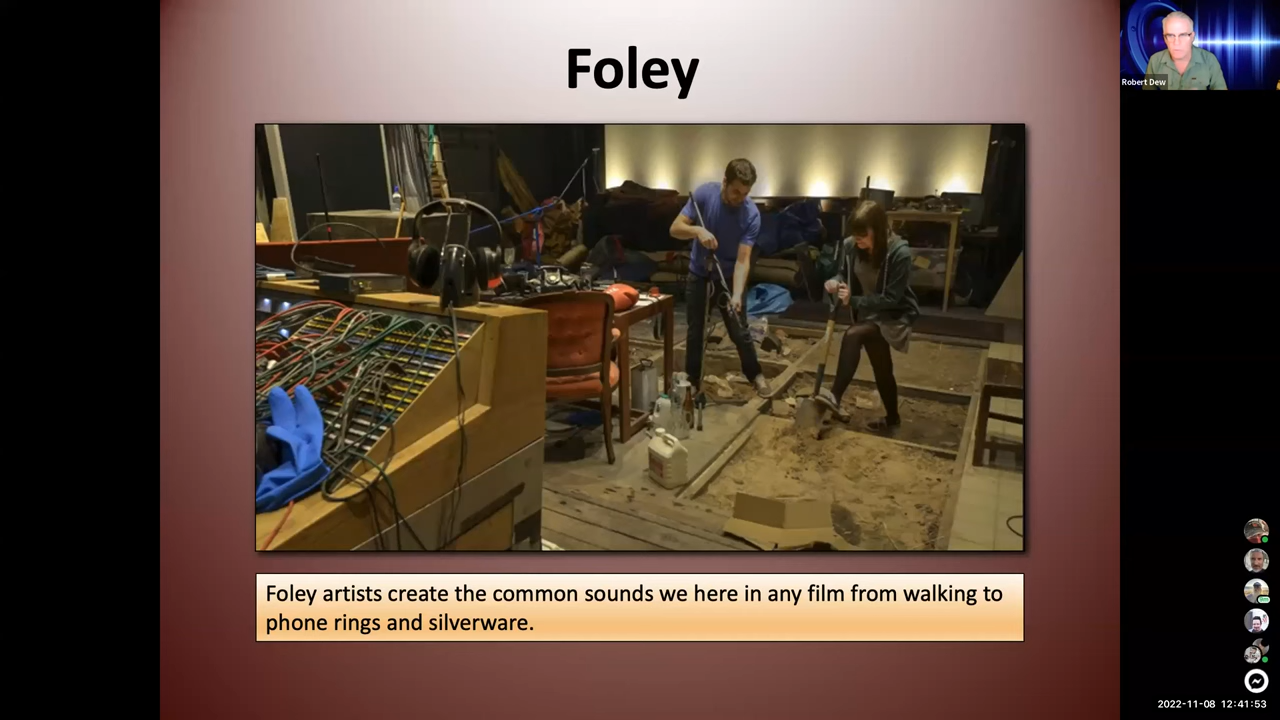 Foley
Robert Dew
Foley artists create the common sounds we here in any film from walking to
phone rings and silverware.
2022-11-08 12:41:53